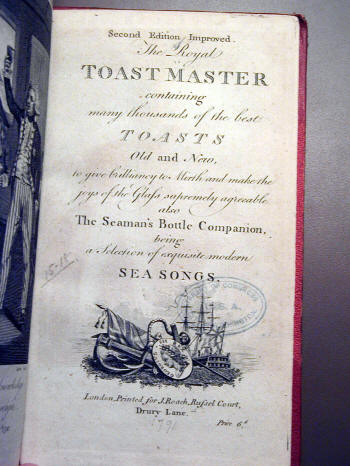 Second Edition Improved.
The Royal
TOAST MASTER
containing
many thousands of the best
TOASTS
Old and New,
to give brilliancy to Mirth and make the
joys of the Glass supremely agreeable
also
The Seaman's Bottle Companion,
being
a Selection of exquisite modern
SEA SONGS.
London, Printed for J. Roach, Russel Court,
Drury Lane.
1791
Price 6.d